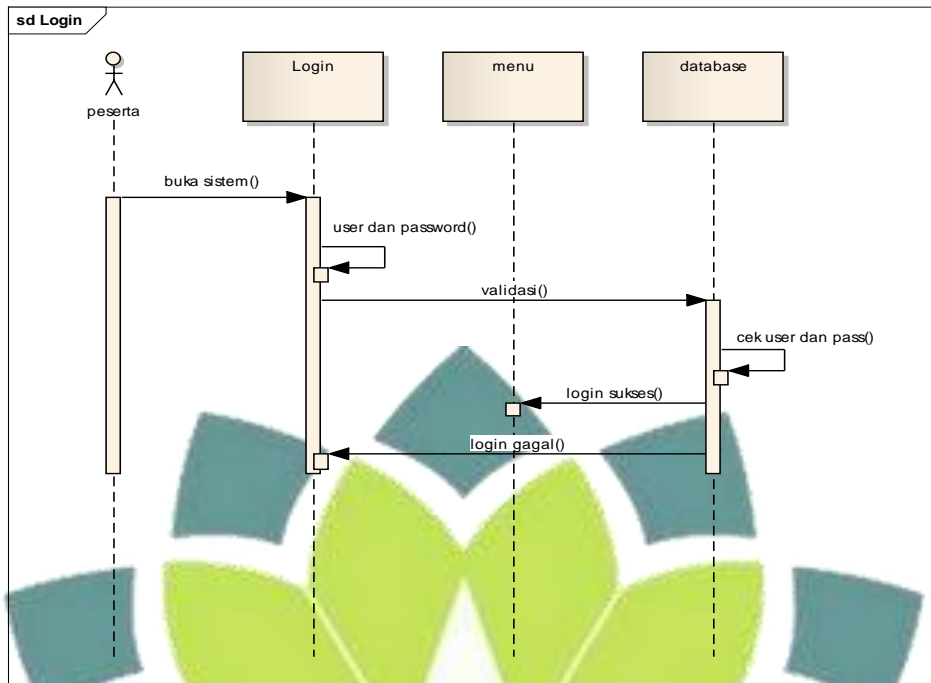 sd Login
Login
menu
database
peserta
buka sistem()
user dan password()
validasi()
cek user dan pass()
login sukses()
login gagal()